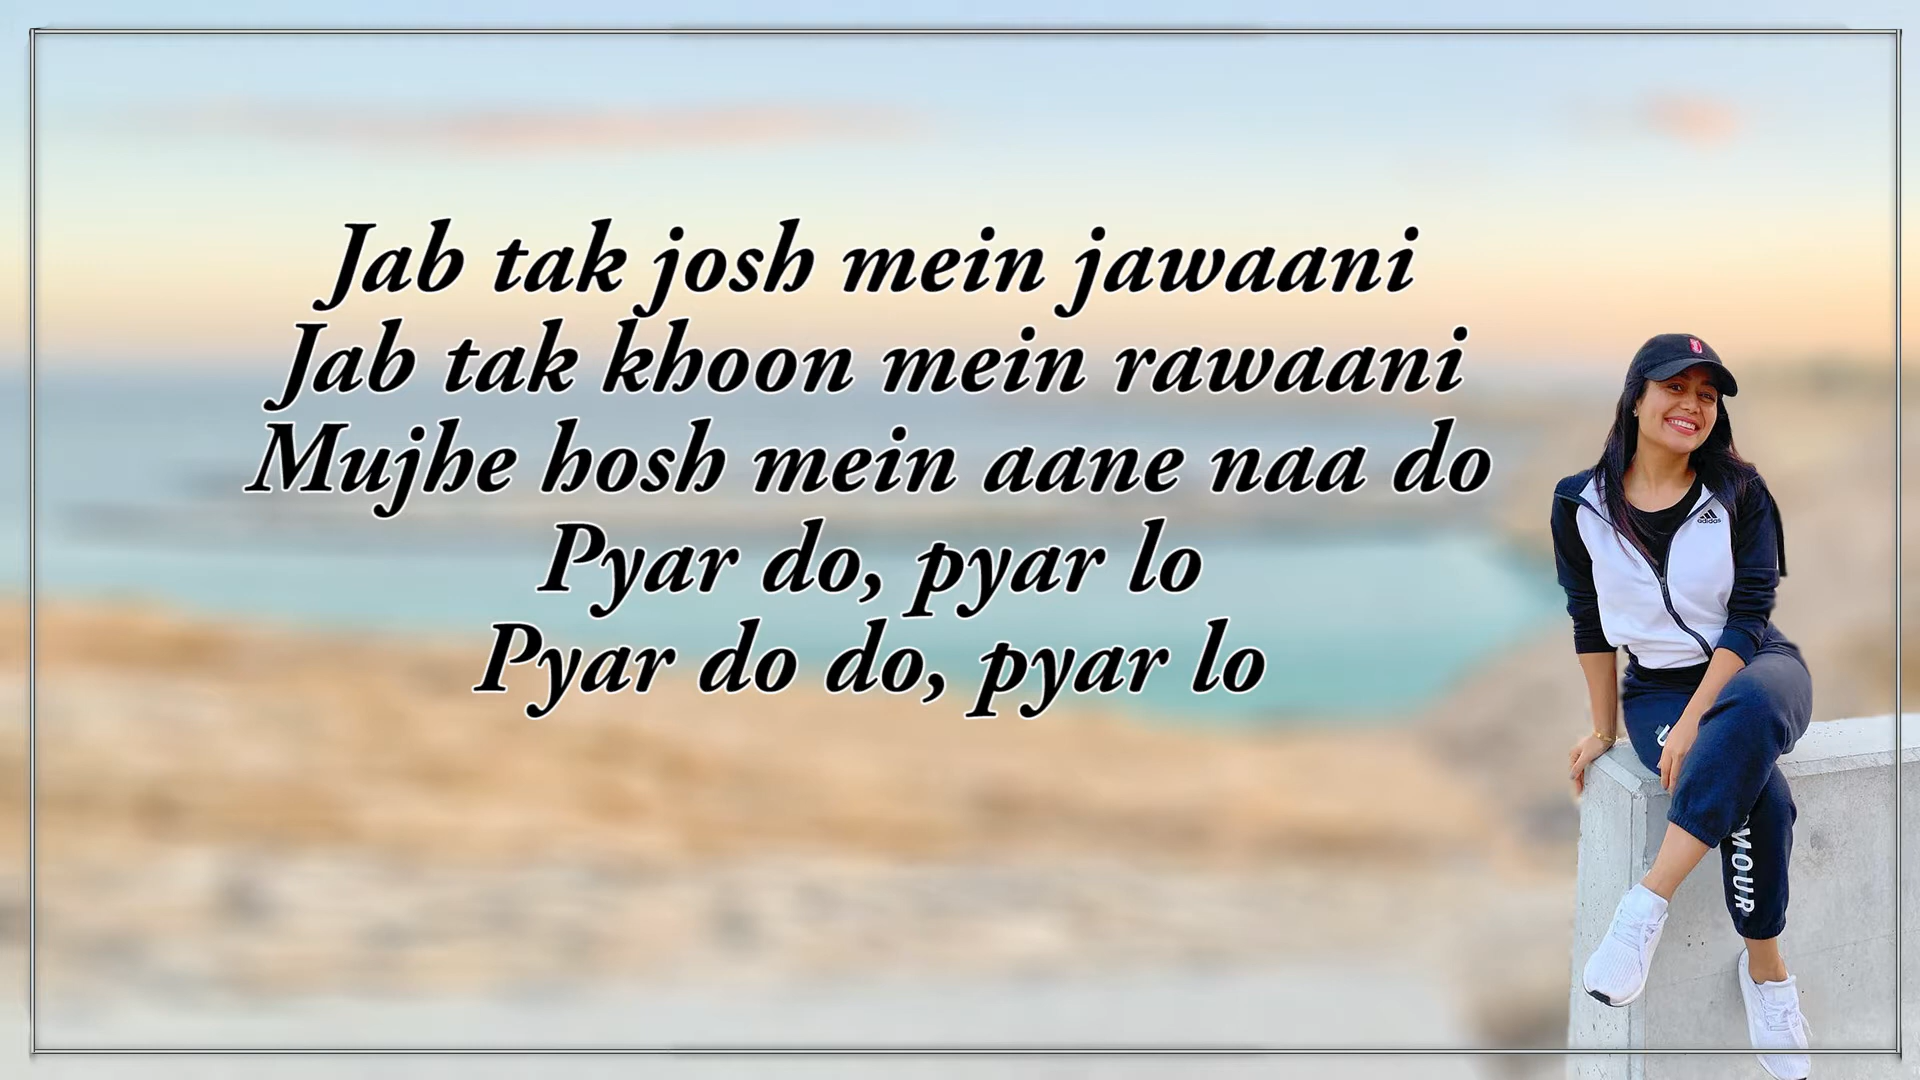 Jab tak josh mein jawaani
Jab tak khoon mein rawaani
Mujhe hosh mein aane naa do
Pyar do, pyar lo
Pyar do do, pyar lo
adidas